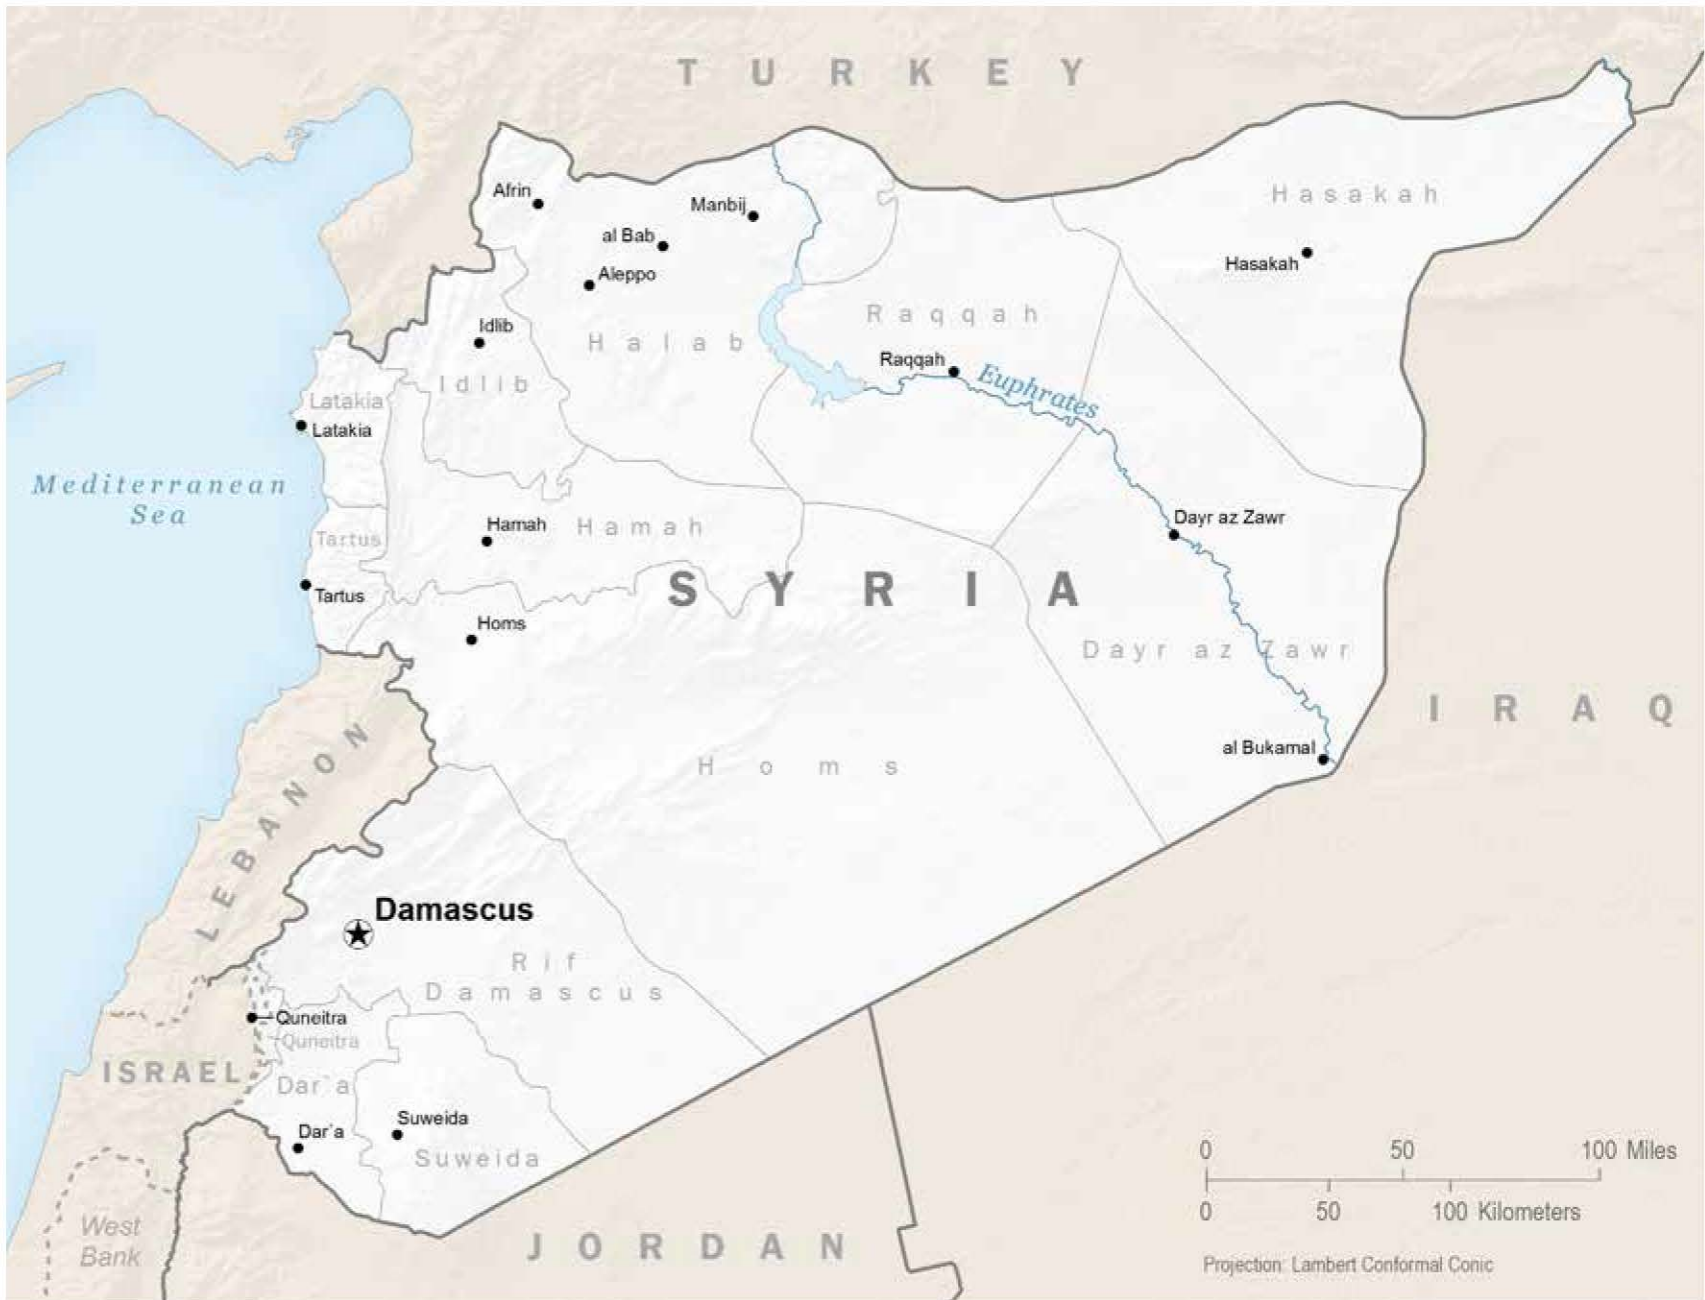 TURKEY
Afrin
Manbij
al Bab
Aleppo
Hasakah
Hasakah
Idlib
Halab
Raqqah
Raqqah
Euphrates
Idlib
Latakia
Latakia
Mediterranean
Sea
Hamah
Hamah
Dayr az Zawr
Tartus
Tartus
SYRIA
Homs
Dayr az Zawr
IRAQ
al Bukamal
Homs
LEBANON
Damascus
Rif
Damascus
Quneitra
Quneitra
ISRAEL
Dar`a
Dar`a
Suweida
Suweida
West
Bank
JORDAN
0 50 100 Miles
0 50 100 Kilometers
Projection: Lambert Conformal Conic